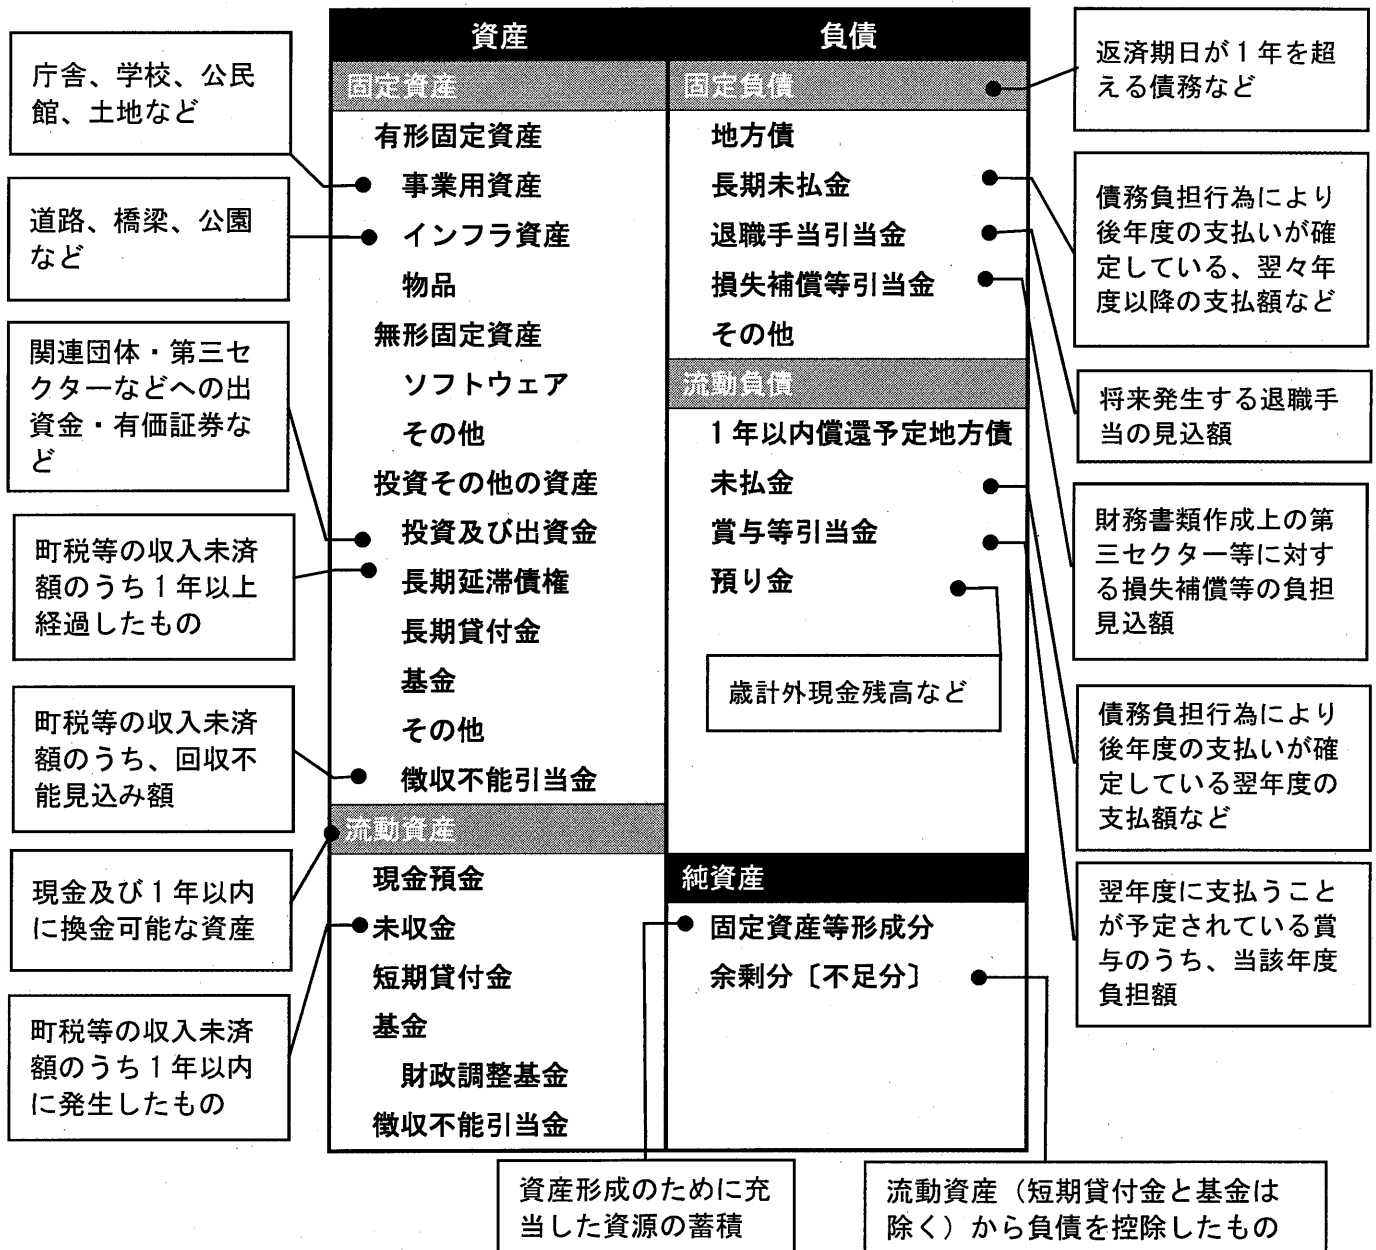 資産
負債
庁舎、学校、公民
館、土地など
道路、橋梁、公園
など
関連団体・第三セ
クターなどへの出
資金・有価証券な
ど
町税等の収入未済
額のうち1年以上
経過したもの
町税等の収入未済
額のうち、回収不
能見込み額
現金及び1年以内
に換金可能な資産
町税等の収入未済
額のうち1年以内
に発生したもの
固定資産
有形固定資産
事業用資産
インフラ資産
物品
無形固定資産
ソフトウェア
その他
投資その他の資産
投資及び出資金
長期延滞債権
長期貸付金
基金
その他
徴収不能引当金
流動資産
現金預金
未収金
短期貸付金
基金
財政調整基金
徴収不能引当金
固定負債
地方債
長期未払金
退職手当引当金
損失補償等引当金
その他
流動負債
1年以内償還予定地方債
未払金
賞与等引当金
預り金
歳計外現金残高など
純資産
固定資産等形成分
余剰分〔不足分〕
返済期日が1年を超
える債務など
債務負担行為により
後年度の支払いが確
定している、翌々年
度以降の支払額など
将来発生する退職手
当の見込額
財務書類作成上の第
三セクター等に対す
る損失補償等の負担
見込額
債務負担行為により
後年度の支払いが確
定している翌年度の
支払額など
翌年度に支払うこと
が予定されている賞
与のうち、当該年度
負担額
資産形成のために充
当した資源の蓄積
流動資産（短期貸付金と基金は
除く）から負債を控除したもの